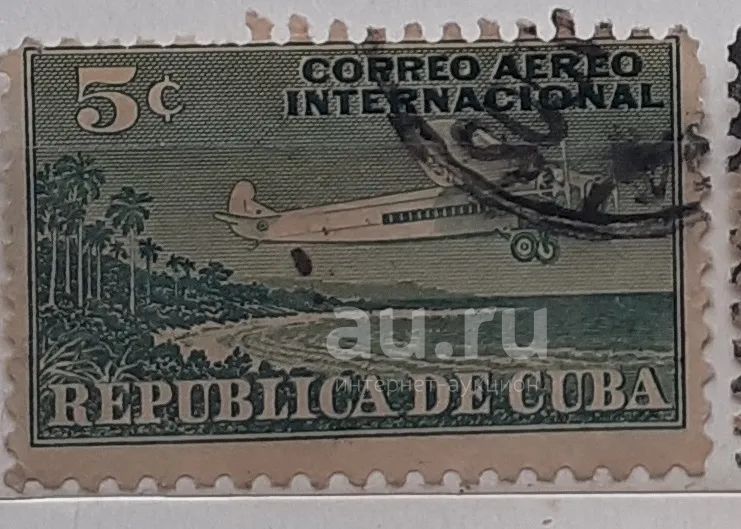 5¢
CORREO AEREO
INTERNACIONAL
au.ru
интернет-аукцион
REPUBLICA DE CUBA